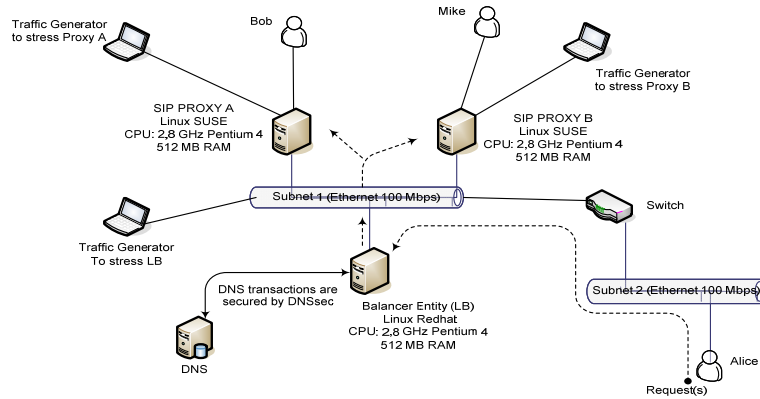 Traffic Generator
to stress Proxy A
Bob
Mike
Traffic Generator
to stress Proxy B
SIP PROXY A
Linux SUSE
CPU: 2,8 GHz Pentium 4
512 MB RAM
SIP PROXY B
Linux SUSE
CPU: 2,8 GHz Pentium 4
512 MB RAM
Subnet 1 (Ethernet 100 Mbps)
Switch
Traffic Generator
To stress LB
DNS transactions are
secured by DNSsec
Subnet 2 (Ethernet 100 Mbps)
Balancer Entity (LB)
Linux Redhat
CPU: 2,8 GHz Pentium 4
512 MB RAM
DNS
Alice
Request(s)